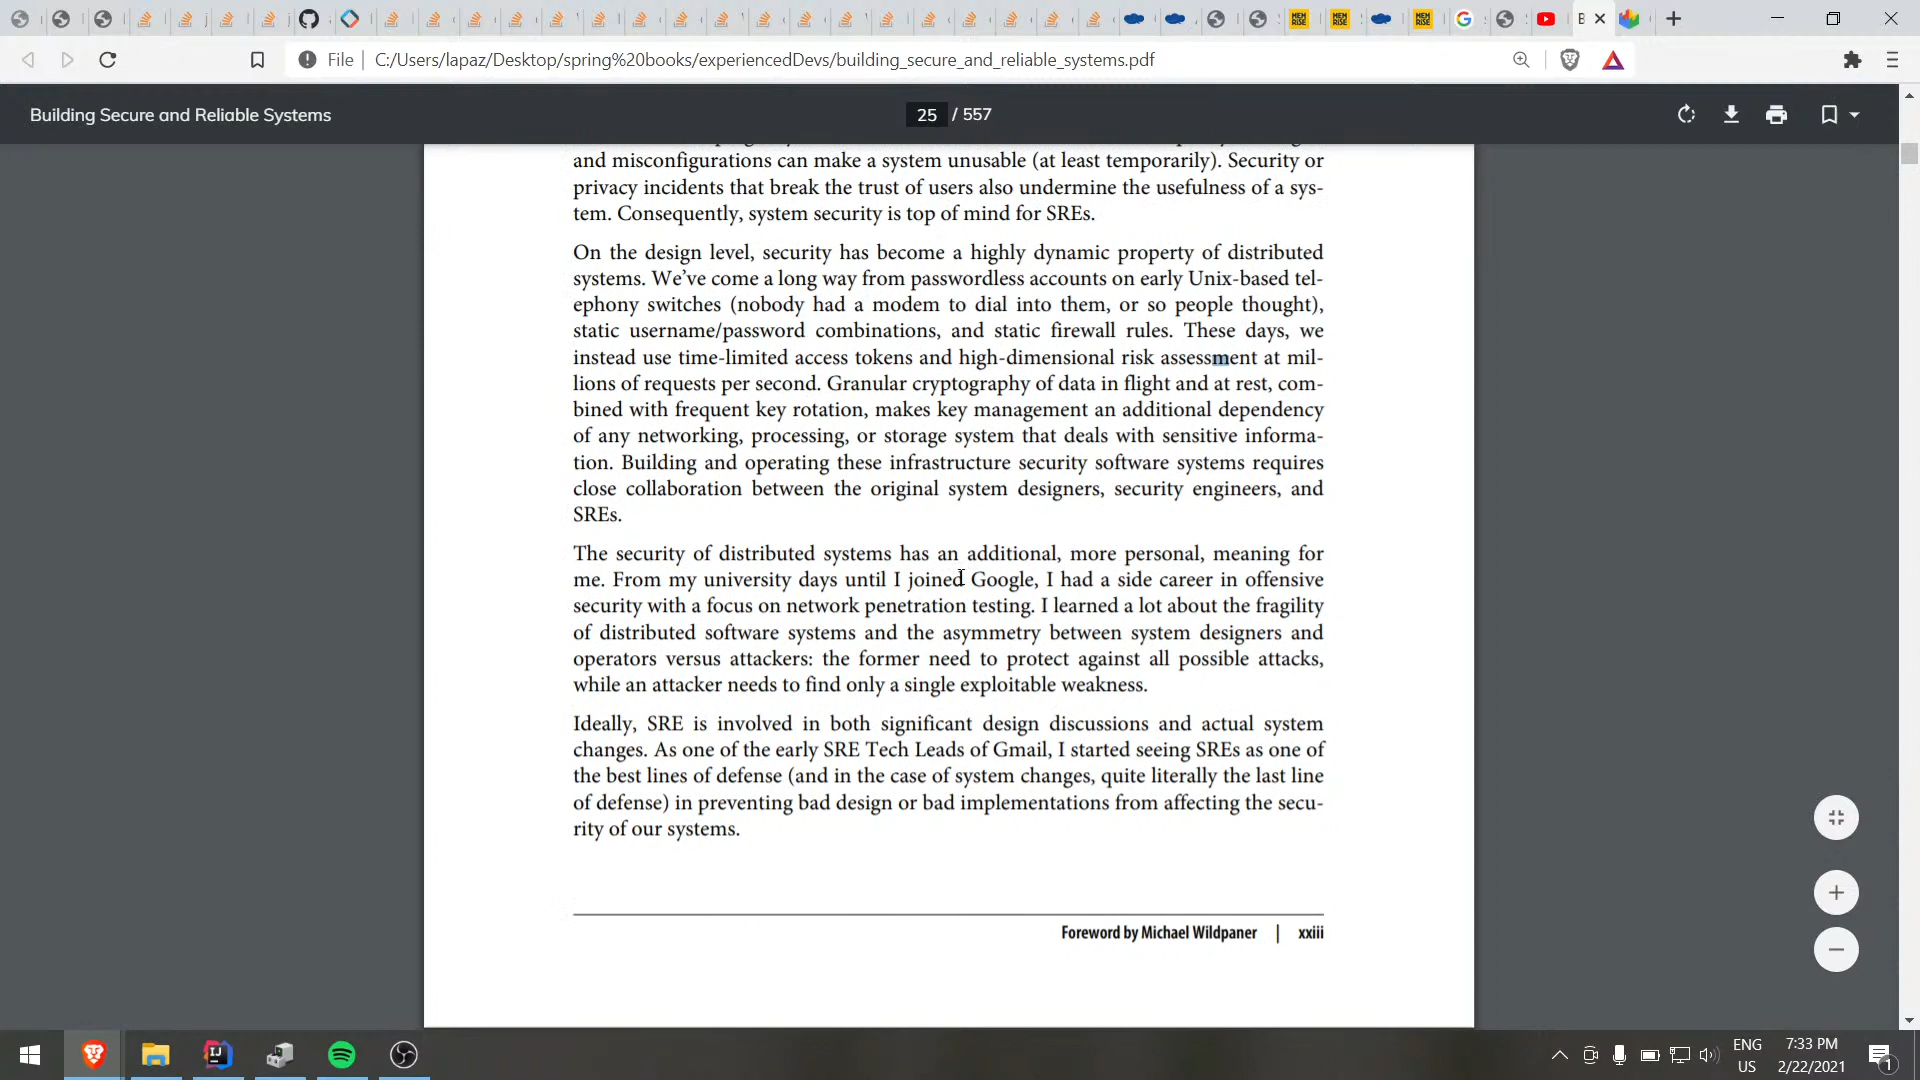 File
C:/Users/lapaz/Desktop/spring%20books/experiencedDevs/building_secure_and_reliable_systems.pdf
Building Secure and Reliable Systems
25 / 557
and misconfigurations can make a system unusable (at least temporarily). Security or
privacy incidents that break the trust of users also undermine the usefulness of a sys-
tem. Consequently, system security is top of mind for SREs.
On the design level, security has become a highly dynamic property of distributed
systems. We've come a long way from passwordless accounts on early Unix-based tel-
ephony switches (nobody had a modem to dial into them, or so people thought),
static username/password combinations, and static firewall rules. These days, we
instead use time-limited access tokens and high-dimensional risk assessment at mil-
lions of requests per second. Granular cryptography of data in flight and at rest, com-
bined with frequent key rotation, makes key management an additional dependency
of any networking, processing, or storage system that deals with sensitive informa-
tion. Building and operating these infrastructure security software systems requires
close collaboration between the original system designers, security engineers, and
SREs.
The security of distributed systems has an additional, more personal, meaning for
me. From my university days until I joined Google, I had a side career in offensive
security with a focus on network penetration testing. I learned a lot about the fragility
of distributed software systems and the asymmetry between system designers and
operators versus attackers: the former need to protect against all possible attacks,
while an attacker needs to find only a single exploitable weakness.
Ideally, SRE is involved in both significant design discussions and actual system
changes. As one of the early SRE Tech Leads of Gmail, I started seeing SREs as one of
the best lines of defense (and in the case of system changes, quite literally the last line
of defense) in preventing bad design or bad implementations from affecting the secu-
rity of our systems.
Foreword by Michael Wildpaner | xxiii
ENG
US
7:33 PM
2/22/2021
1